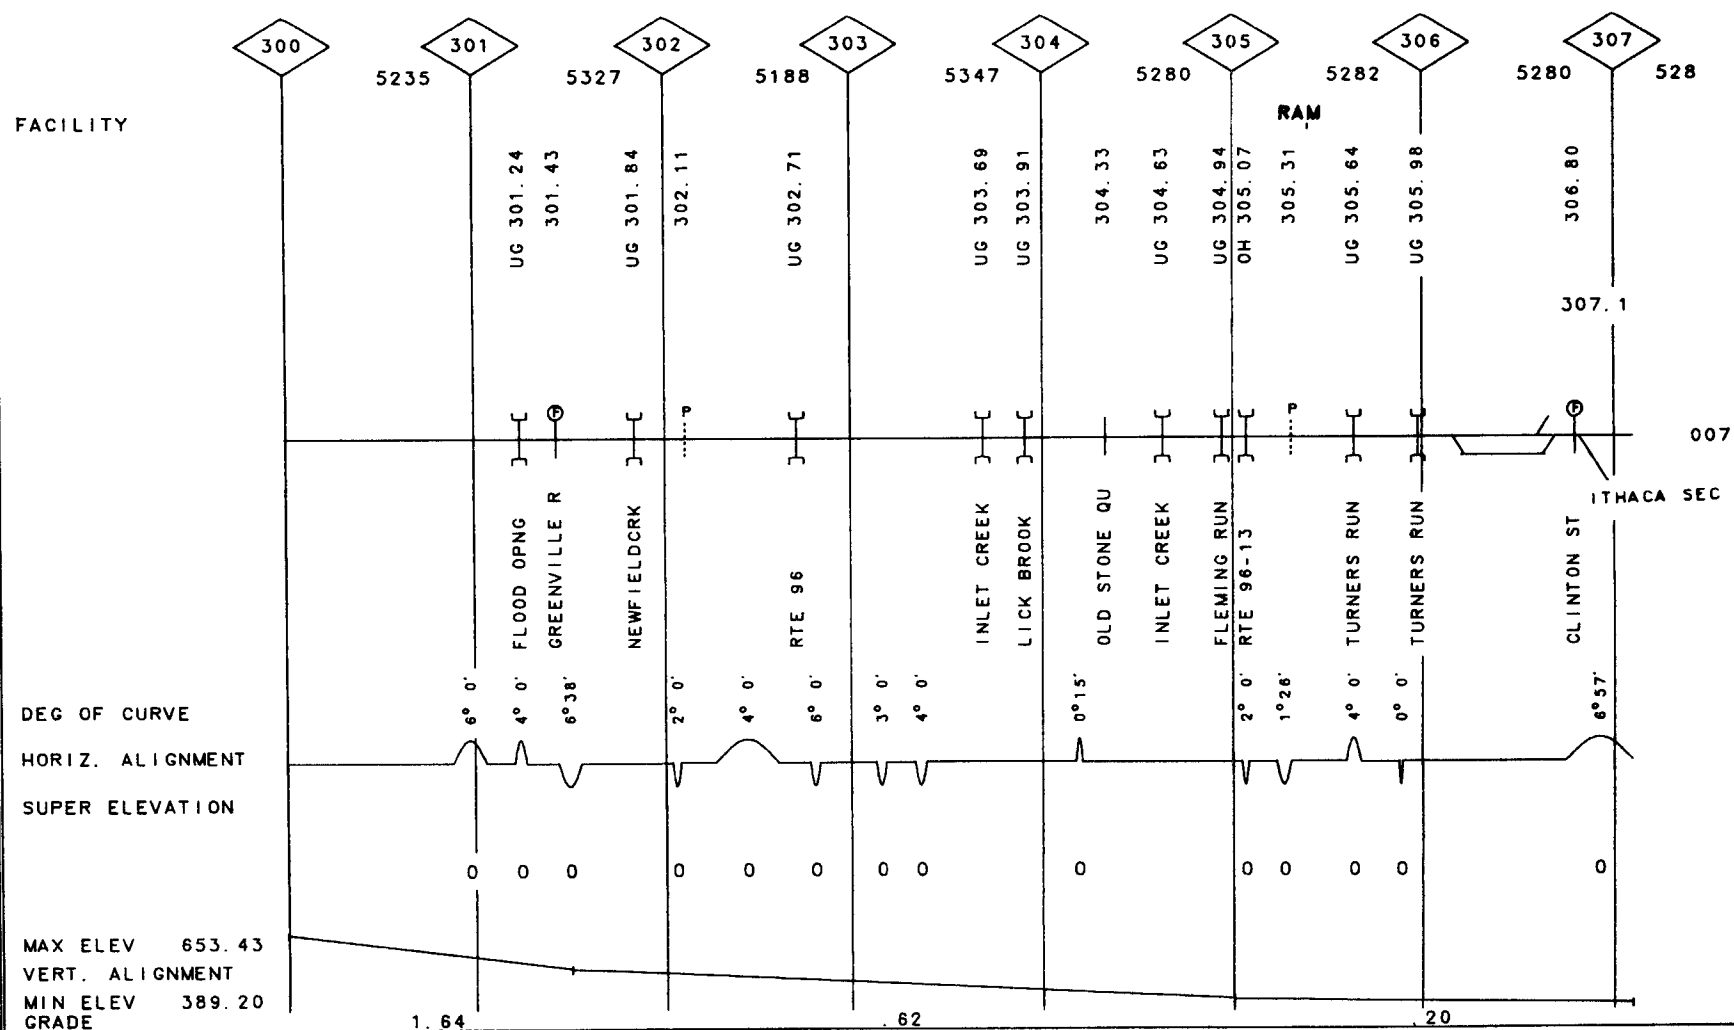 300 301 302 303 304 305 306 307
5235 5327 5188 5347 5280 5282 5280 528
RAM
FACILITY
UG 301.24
301.43
UG 301.84
302.11
UG 302.71
UG 303.69
UG 303.91
304.33
UG 304.63
UG 304.94
OH 305.07
305.31
UG 305.64
UG 305.98
306.80
307.1
F P P F
007
ITHACA SEC
FLOOD OPNG
GREENVILLE R
NEWFIELDCRK
RTE 96
INLET CREEK
LICK BROOK
OLD STONE QU
INLET CREEK
FLEMING RUN
RTE 96-13
TURNERS RUN
TURNERS RUN
CLINTON ST
DEG OF CURVE
6° 0'
4° 0'
6°38'
2° 0'
4° 0'
6° 0'
3° 0'
4° 0'
0°15'
2° 0'
1°26'
4° 0'
0° 0'
6°57'
HORIZ. ALIGNMENT
SUPER ELEVATION
0 0 0 0 0 0 0 0 0 0 0 0 0 0
MAX ELEV 653.43
VERT. ALIGNMENT
MIN ELEV 389.20
GRADE 1.64 .62 .20